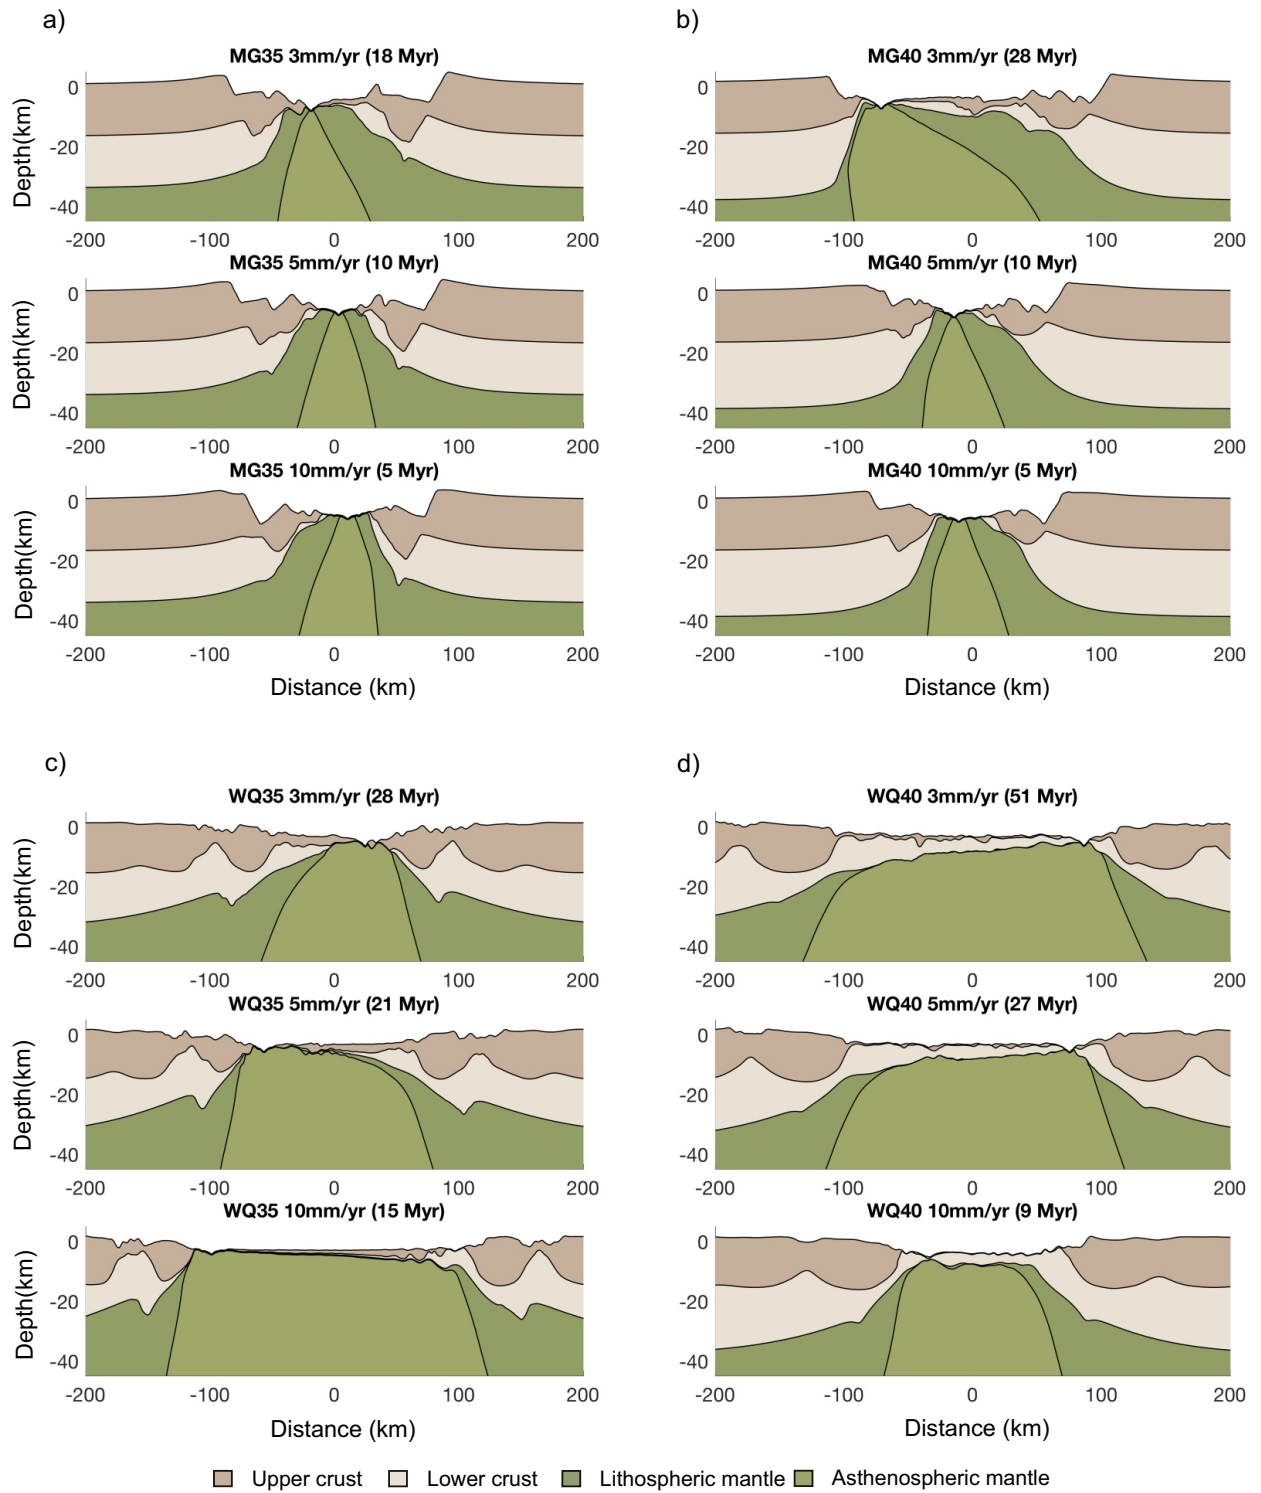 a)
MG35 3mm/yr (18 Myr)
Depth(km)
0
-20
-40
-200 -100 0 100 200
MG35 5mm/yr (10 Myr)
Depth(km)
0
-20
-40
-200 -100 0 100 200
MG35 10mm/yr (5 Myr)
Depth(km)
0
-20
-40
-200 -100 0 100 200
Distance (km)
b)
MG40 3mm/yr (28 Myr)
0
-20
-40
-200 -100 0 100 200
MG40 5mm/yr (10 Myr)
0
-20
-40
-200 -100 0 100 200
MG40 10mm/yr (5 Myr)
0
-20
-40
-200 -100 0 100 200
Distance (km)
c)
WQ35 3mm/yr (28 Myr)
Depth(km)
0
-20
-40
-200 -100 0 100 200
WQ35 5mm/yr (21 Myr)
Depth(km)
0
-20
-40
-200 -100 0 100 200
WQ35 10mm/yr (15 Myr)
Depth(km)
0
-20
-40
-200 -100 0 100 200
Distance (km)
d)
WQ40 3mm/yr (51 Myr)
0
-20
-40
-200 -100 0 100 200
WQ40 5mm/yr (27 Myr)
0
-20
-40
-200 -100 0 100 200
WQ40 10mm/yr (9 Myr)
0
-20
-40
-200 -100 0 100 200
Distance (km)
Upper crust Lower crust Lithospheric mantle Asthenospheric mantle